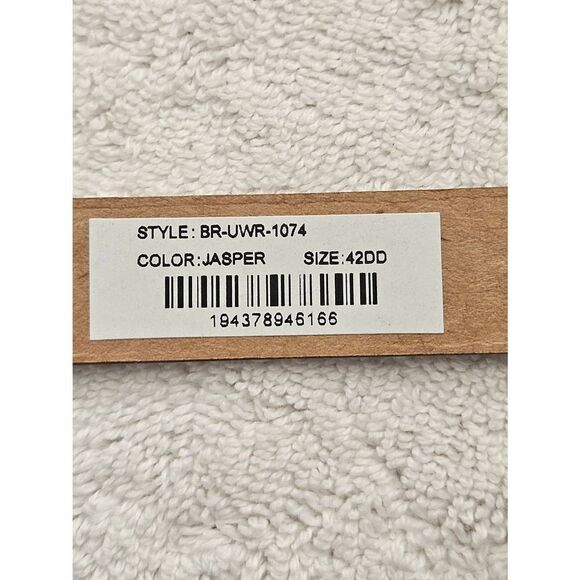 STYLE: BR-UWR-1074
COLOR:JASPER SIZE:42DD
194378946166